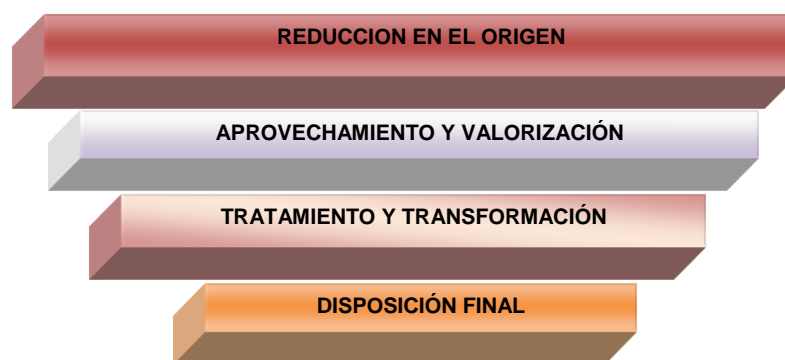 REDUCCION EN EL ORIGEN
APROVECHAMIENTO Y VALORIZACIÓN
TRATAMIENTO Y TRANSFORMACIÓN
DISPOSICIÓN FINAL